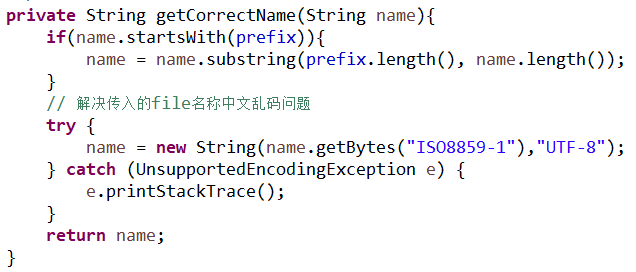 private String getCorrectName(String name){
    if(name.startsWith(prefix)){
        name = name.substring(prefix.length(), name.length());
    }
    // 解决传入的file名称中文乱码问题
    try {
        name = new String(name.getBytes("ISO8859-1"),"UTF-8");
    } catch (UnsupportedEncodingException e) {
        e.printStackTrace();
    }
    return name;
}